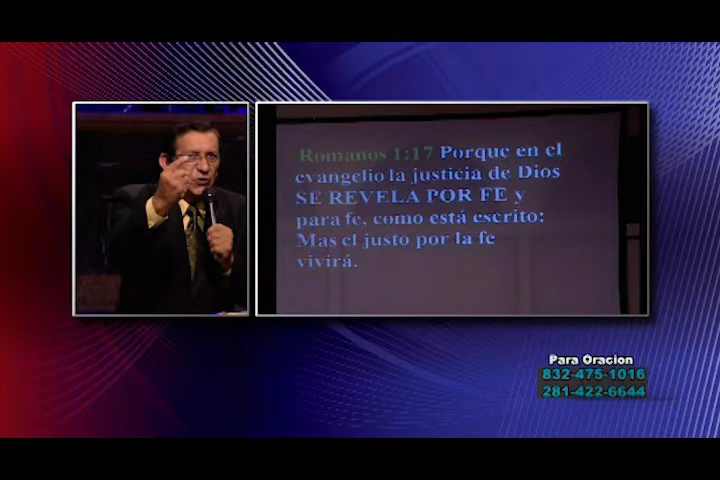 Romanos 1:17 Porque en el
evangelio la justicia de Dios
SE REVELA POR FE y
para fe, como está escrito:
Mas el justo por la fe
vivirá.
Para Oracion
832-475-1016
281-422-6644